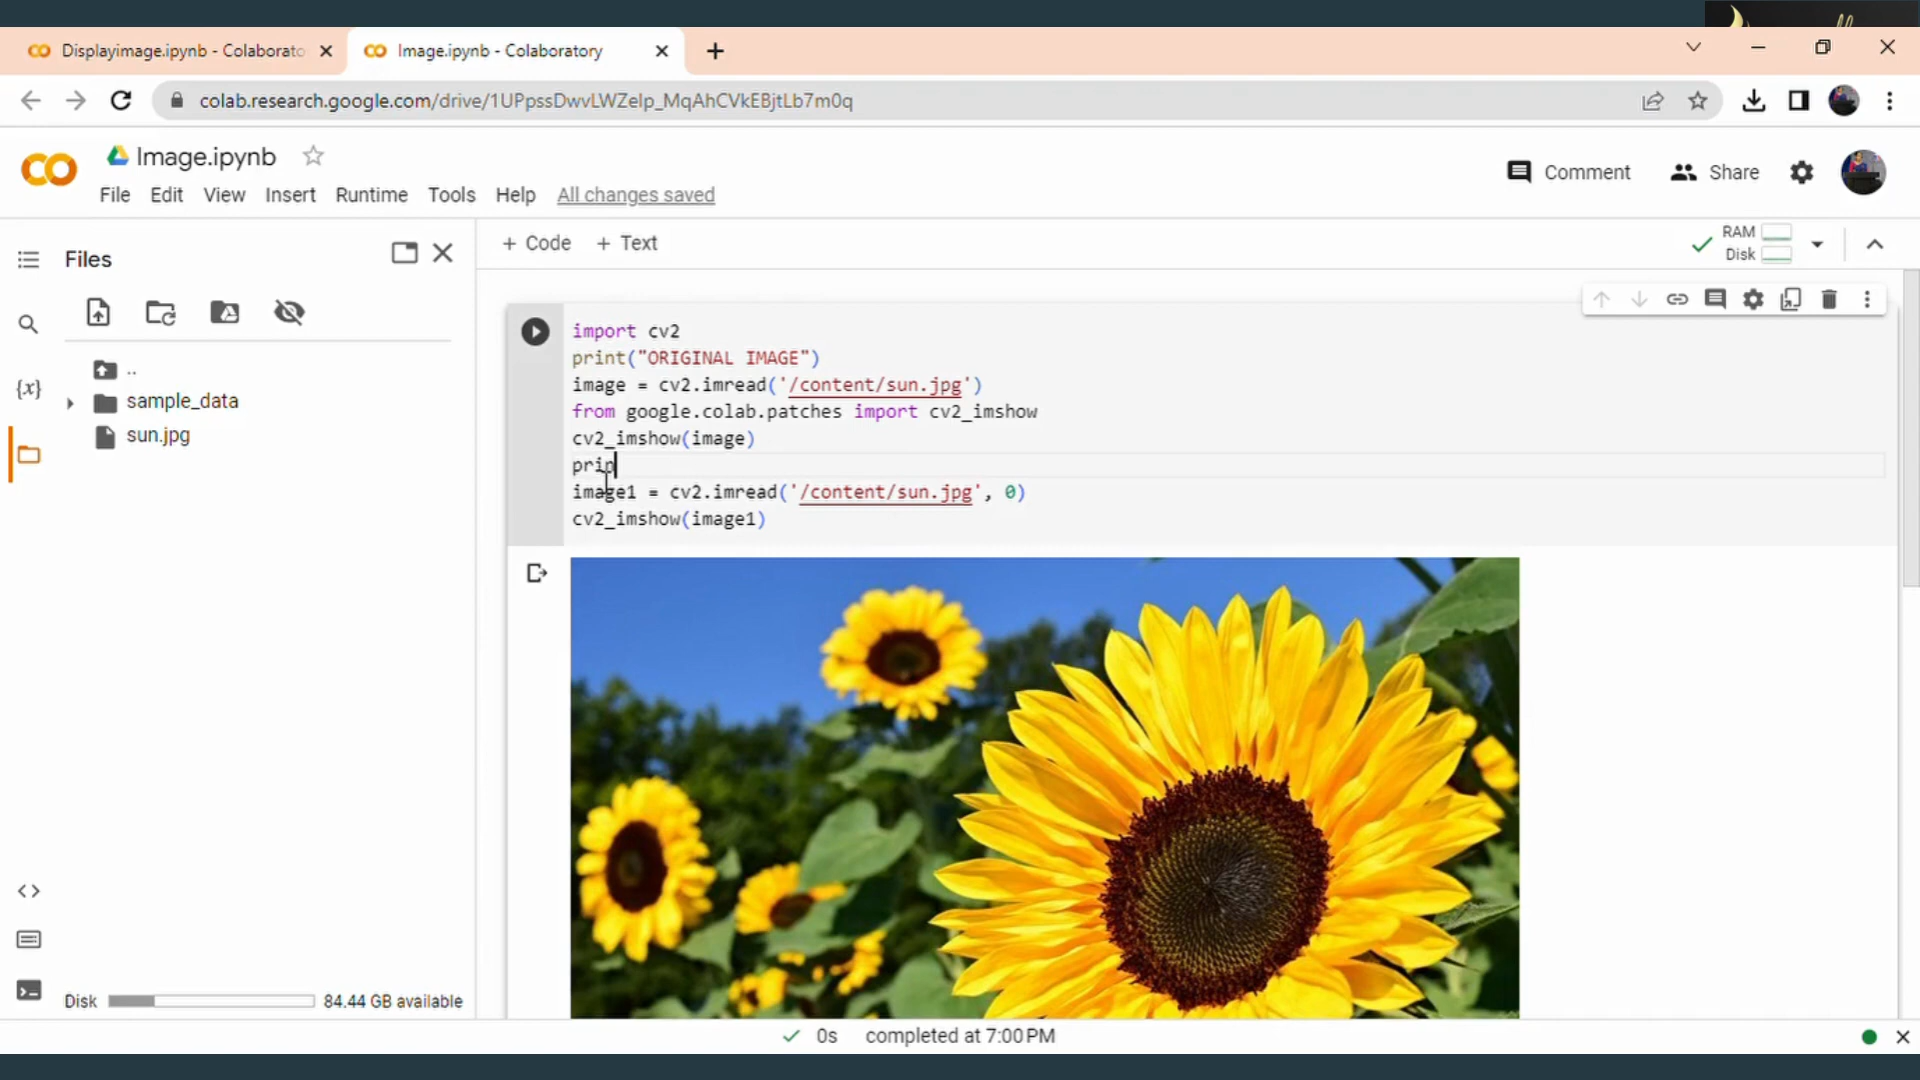 Displayimage.ipynb - Colaborato
Image.ipynb - Colaboratory
colab.research.google.com/drive/1UPpssDwvLWZelp_MqAhCVkEBjtLb7m0q
Image.ipynb
File Edit View Insert Runtime Tools Help All changes saved
Comment Share
Files
+ Code + Text
RAM
Disk
..
sample_data
sun.jpg
import cv2
print("ORIGINAL IMAGE")
image = cv2.imread('/content/sun.jpg')
from google.colab.patches import cv2_imshow
cv2_imshow(image)
prip
image1 = cv2.imread('/content/sun.jpg', 0)
cv2_imshow(image1)
{x}
Disk 84.44 GB available
0s completed at 7:00 PM